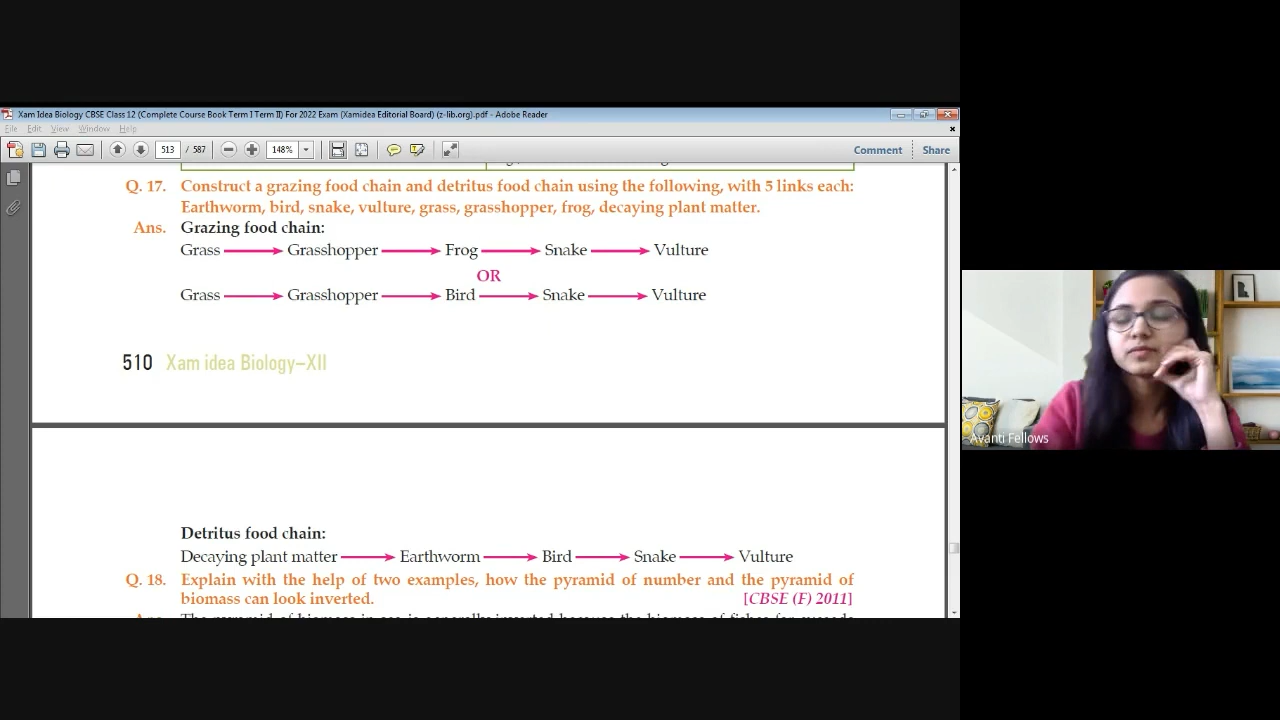 Xam Idea Biology CBSE Class 12 (Complete Course Book Term I Term II) For 2022 Exam (Xamidea Editorial Board) (z-lib.org).pdf - Adobe Reader
File Edit View Window Help
513 / 587 148% Comment Share
Q. 17. Construct a grazing food chain and detritus food chain using the following, with 5 links each:
Earthworm, bird, snake, vulture, grass, grasshopper, frog, decaying plant matter.
Ans. Grazing food chain:
Grass Grasshopper Frog Snake Vulture
OR
Grass Grasshopper Bird Snake Vulture
510 Xam idea Biology–XII
Detritus food chain:
Decaying plant matter Earthworm Bird Snake Vulture
Q. 18. Explain with the help of two examples, how the pyramid of number and the pyramid of
biomass can look inverted. [CBSE (F) 2011]
Avanti Fellows